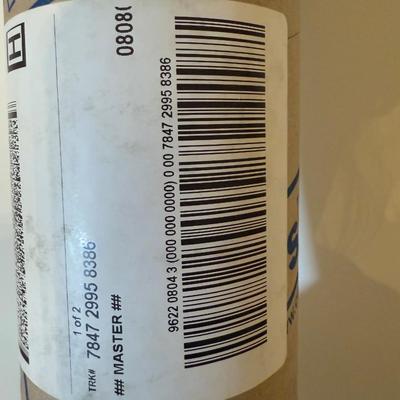 H
1 of 2
TRK# 7847 2995 8386
## MASTER ##
0808
9622 0804 3 (000 000 0000) 0 00 7847 2995 8386